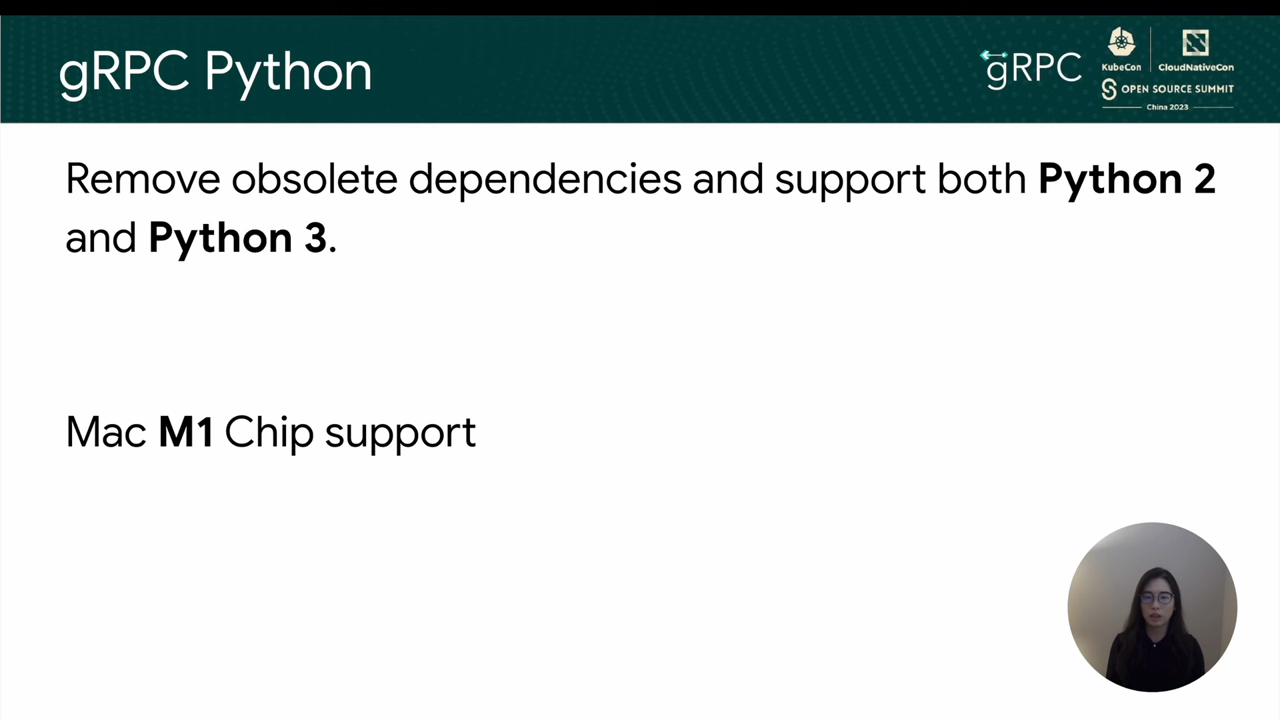 gRPC Python
gRPC
KubeCon
CloudNativeCon
OPEN SOURCE SUMMIT
China 2023
Remove obsolete dependencies and support both Python 2
and Python 3.
Mac M1 Chip support